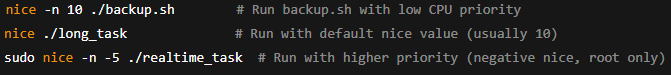 nice -n 10 ./backup.sh        # Run backup.sh with low CPU priority
nice ./long_task              # Run with default nice value (usually 10)
sudo nice -n -5 ./realtime_task  # Run with higher priority (negative nice, root only)